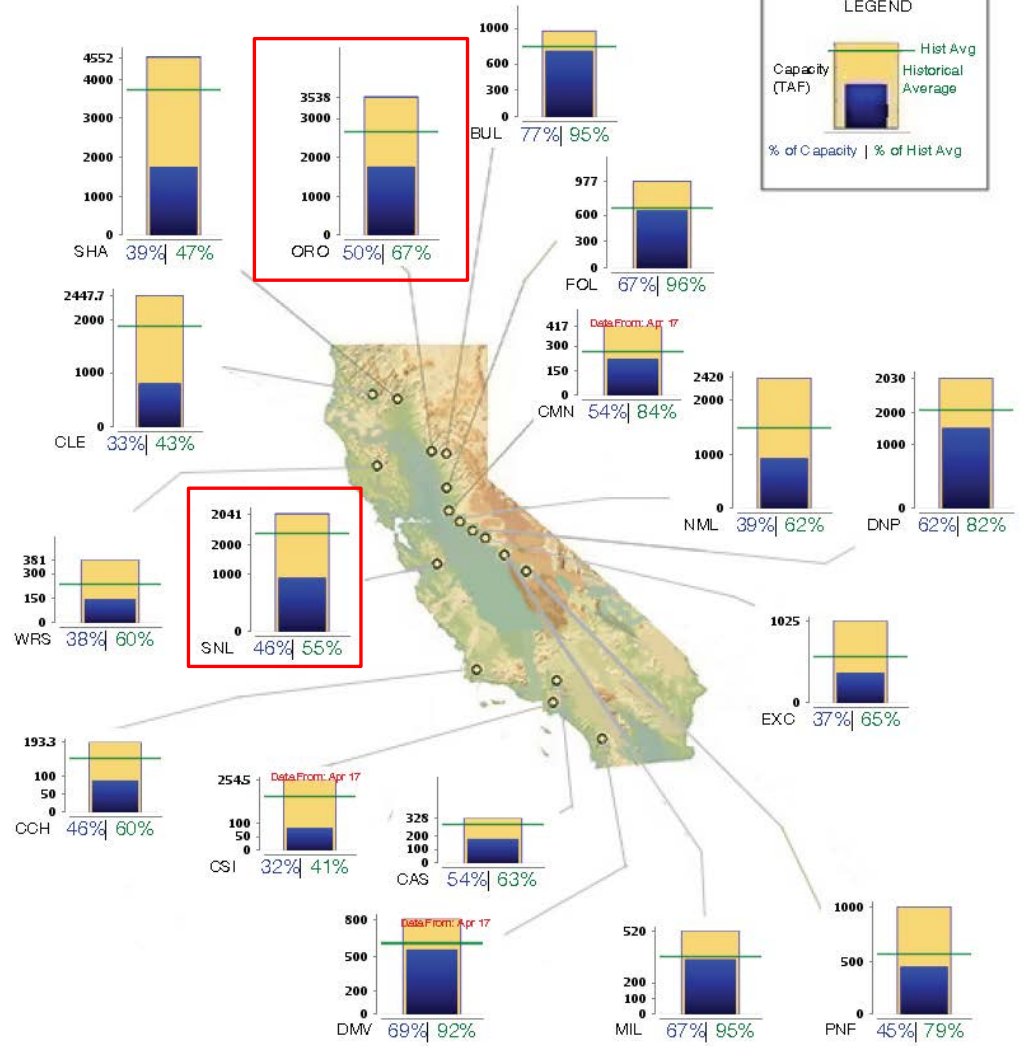 LEGEND
Hist Avg
Capacity
(TAF)
Historical
Average
% of Capacity | % of Hist Avg
4552
4000
3000
2000
1000
0
SHA 39%| 47%
3538
3000
2000
1000
0
ORO 50%| 67%
1000
600
300
0
BUL 77%| 95%
977
600
300
0
FOL 67%| 96%
2447.7
2000
1000
0
CLE 33%| 43%
Data From: Apr 17
417
300
150
0
CMN 54%| 84%
2420
2000
1000
0
NML 39%| 62%
2030
2000
1000
0
DNP 62%| 82%
381
300
150
0
WRS 38%| 60%
2041
2000
1000
0
SNL 46%| 55%
1025
0
EXC 37%| 65%
193.3
100
50
0
CCH 46%| 60%
Data From: Apr 17
254.5
100
50
0
CSI 32%| 41%
328
200
100
0
CAS 54%| 63%
800
Data From: Apr 17
500
200
0
DMV 69%| 92%
520
200
100
0
MIL 67%| 95%
1000
500
0
PNF 45%| 79%